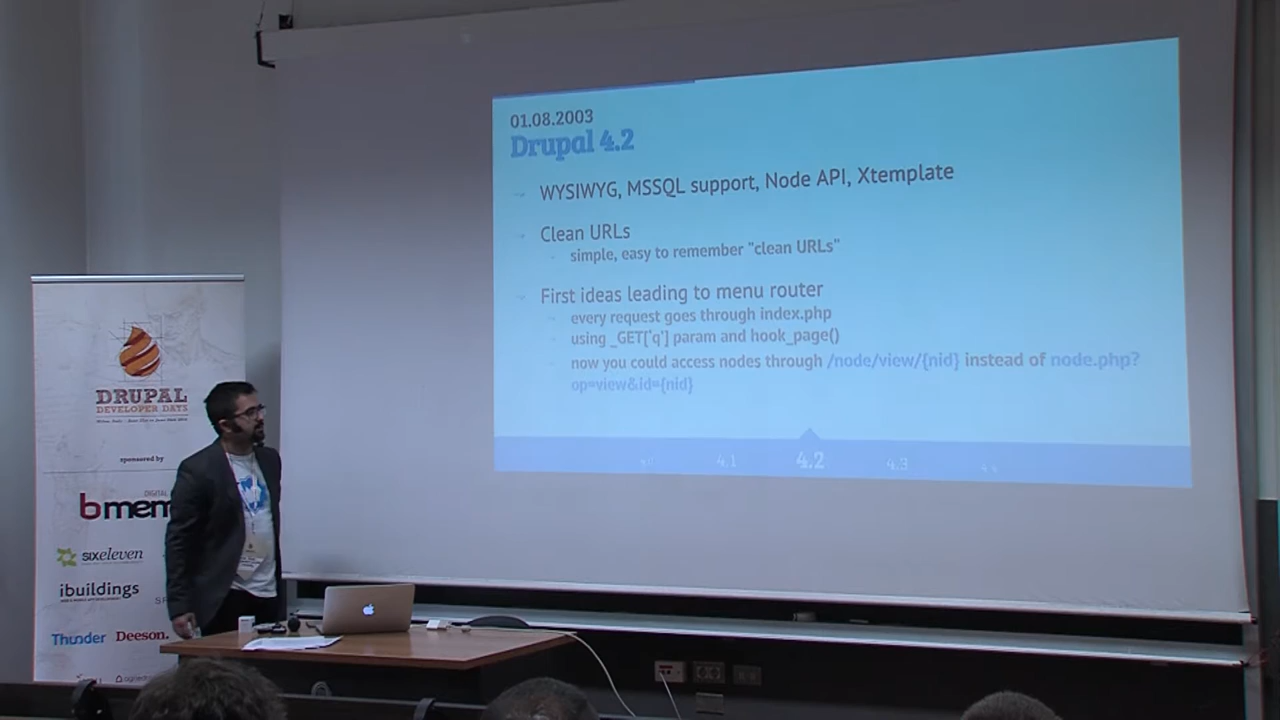 01.08.2003
Drupal 4.2
WYSIWYG, MSSQL support, Node API, Xtemplate
Clean URLs
simple, easy to remember "clean URLs"
First ideas leading to menu router
every request goes through index.php
using _GET['q'] param and hook_page()
now you could access nodes through /node/view/{nid} instead of node.php?
op=view&id={nid}
4.1 4.2 4.3
DRUPAL
DEVELOPER DAYS
sponsored by
DIGITAL
bmem
sixeleven
ibuildings
Thunder Deeson.